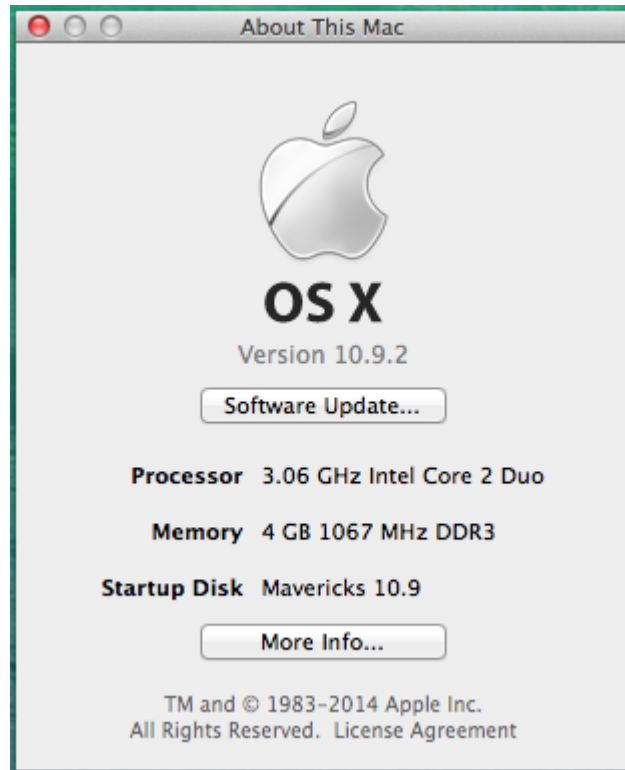 About This Mac
OS X
Version 10.9.2
Software Update...
Processor 3.06 GHz Intel Core 2 Duo
Memory 4 GB 1067 MHz DDR3
Startup Disk Mavericks 10.9
More Info...
TM and © 1983–2014 Apple Inc.
All Rights Reserved. License Agreement